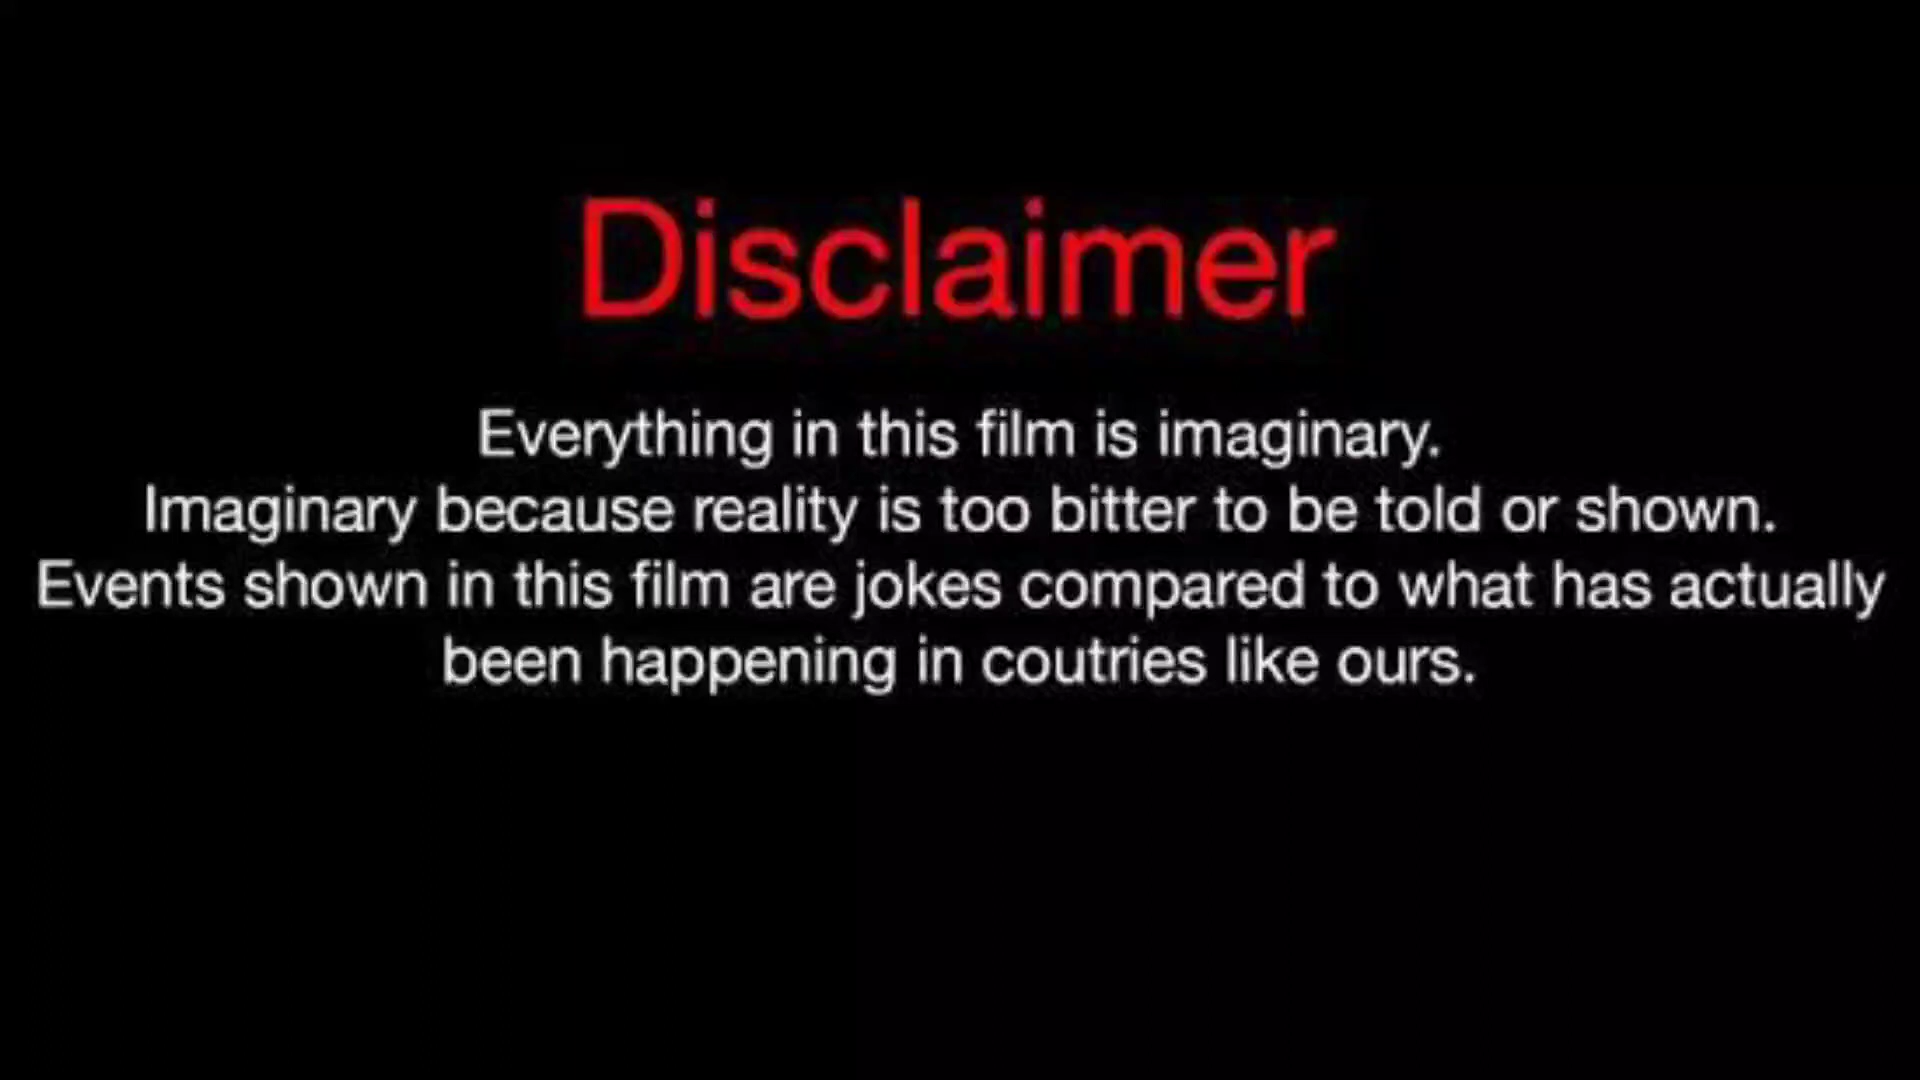 Disclaimer
Everything in this film is imaginary.
Imaginary because reality is too bitter to be told or shown.
Events shown in this film are jokes compared to what has actually
been happening in coutries like ours.